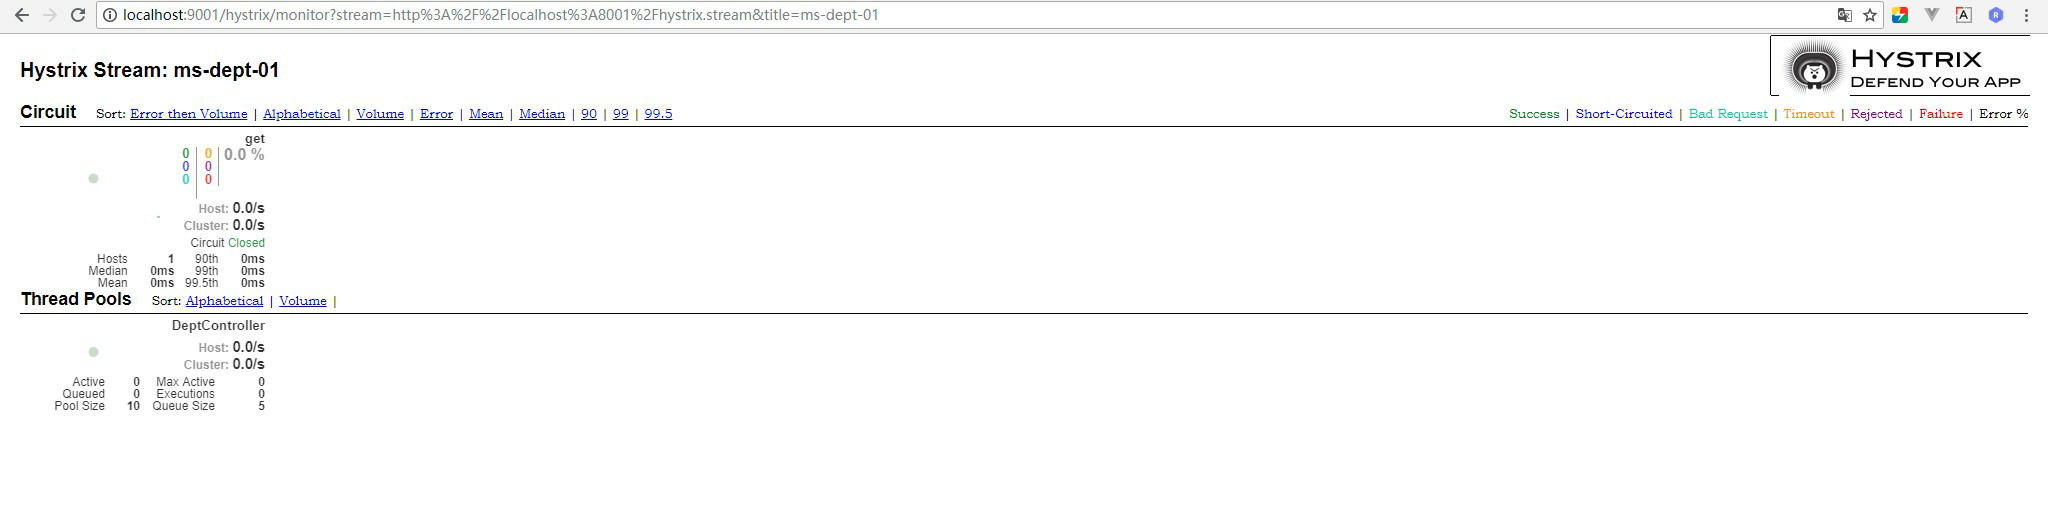 localhost:9001/hystrix/monitor?stream=http%3A%2F%2Flocalhost%3A8001%2Fhystrix.stream&title=ms-dept-01
Hystrix Stream: ms-dept-01
HYSTRIX
DEFEND YOUR APP
Circuit Sort: Error then Volume | Alphabetical | Volume | Error | Mean | Median | 90 | 99 | 99.5
Success | Short-Circuited | Bad Request | Timeout | Rejected | Failure | Error %
get
0 0 0.0 %
0 0
0 0
Host: 0.0/s
Cluster: 0.0/s
Circuit Closed
Hosts 1 90th 0ms
Median 0ms 99th 0ms
Mean 0ms 99.5th 0ms
Thread Pools Sort: Alphabetical | Volume |
DeptController
Host: 0.0/s
Cluster: 0.0/s
Active 0 Max Active 0
Queued 0 Executions 0
Pool Size 10 Queue Size 5